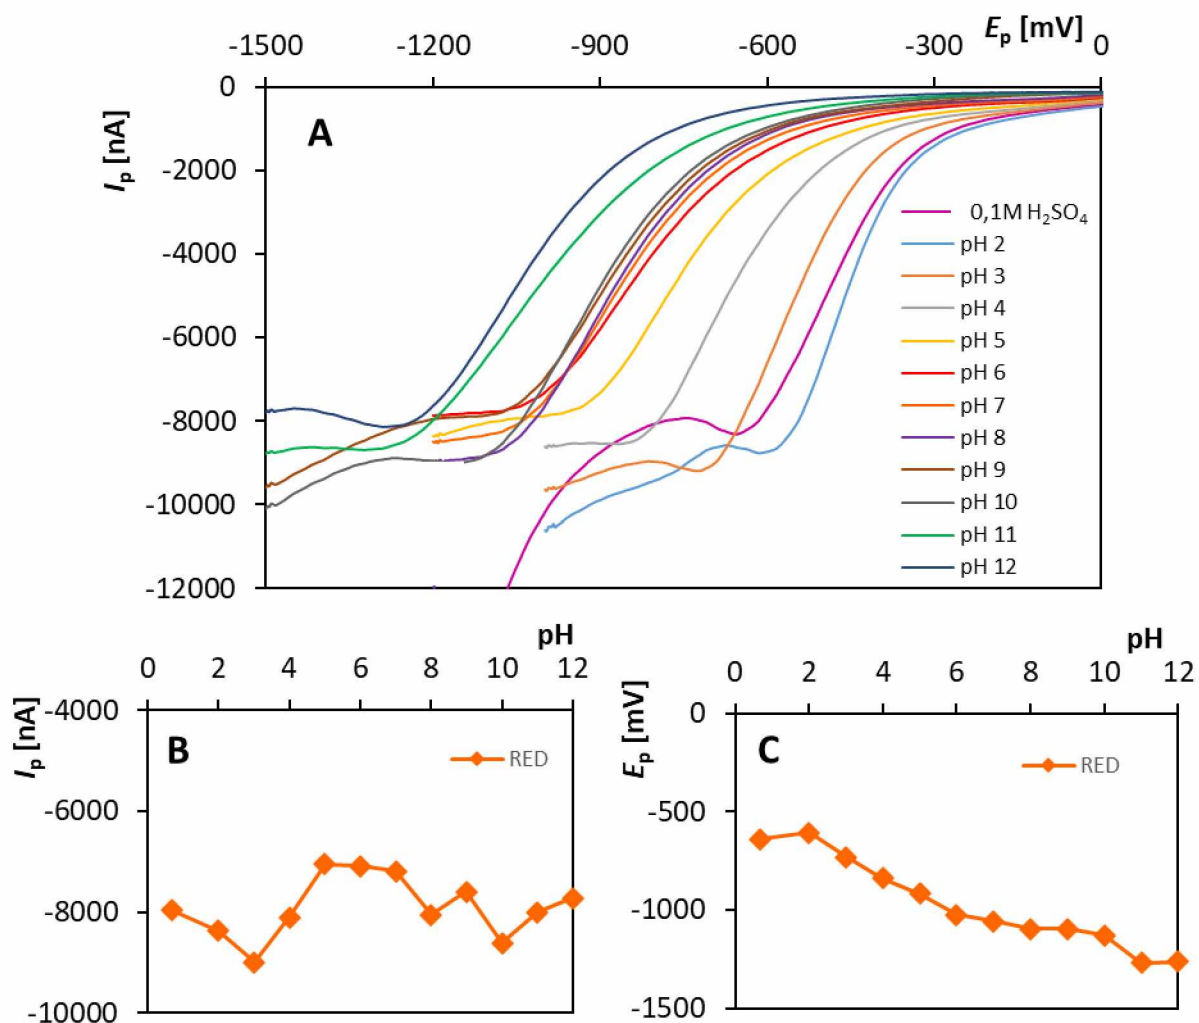 -1500 -1200 -900 -600 -300 0
Ep [mV]
Ip [nA]
0
-2000
-4000
-6000
-8000
-10000
-12000
A
0,1M H₂SO₄
pH 2
pH 3
pH 4
pH 5
pH 6
pH 7
pH 8
pH 9
pH 10
pH 11
pH 12
pH
0 2 4 6 8 10 12
Ip [nA]
-4000
-6000
-8000
-10000
B
RED
pH
0 2 4 6 8 10 12
Ep [mV]
0
-500
-1000
-1500
C
RED